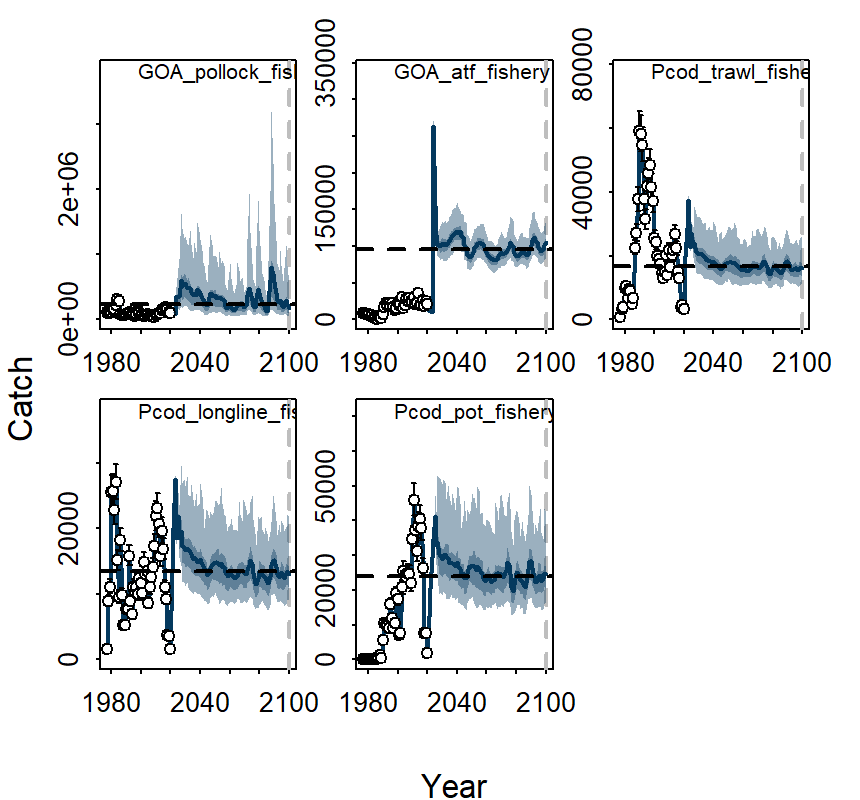 GOA_pollock_fisl
0e+00 2e+06
1980 2040 2100
GOA_atf_fishery
0 150000 350000
1980 2040 2100
Pcod_trawl_fishe
0 40000 80000
1980 2040 2100
Pcod_longline_fis
0 20000
1980 2040 2100
Pcod_pot_fishery
0 20000 50000
1980 2040 2100
Catch
Year